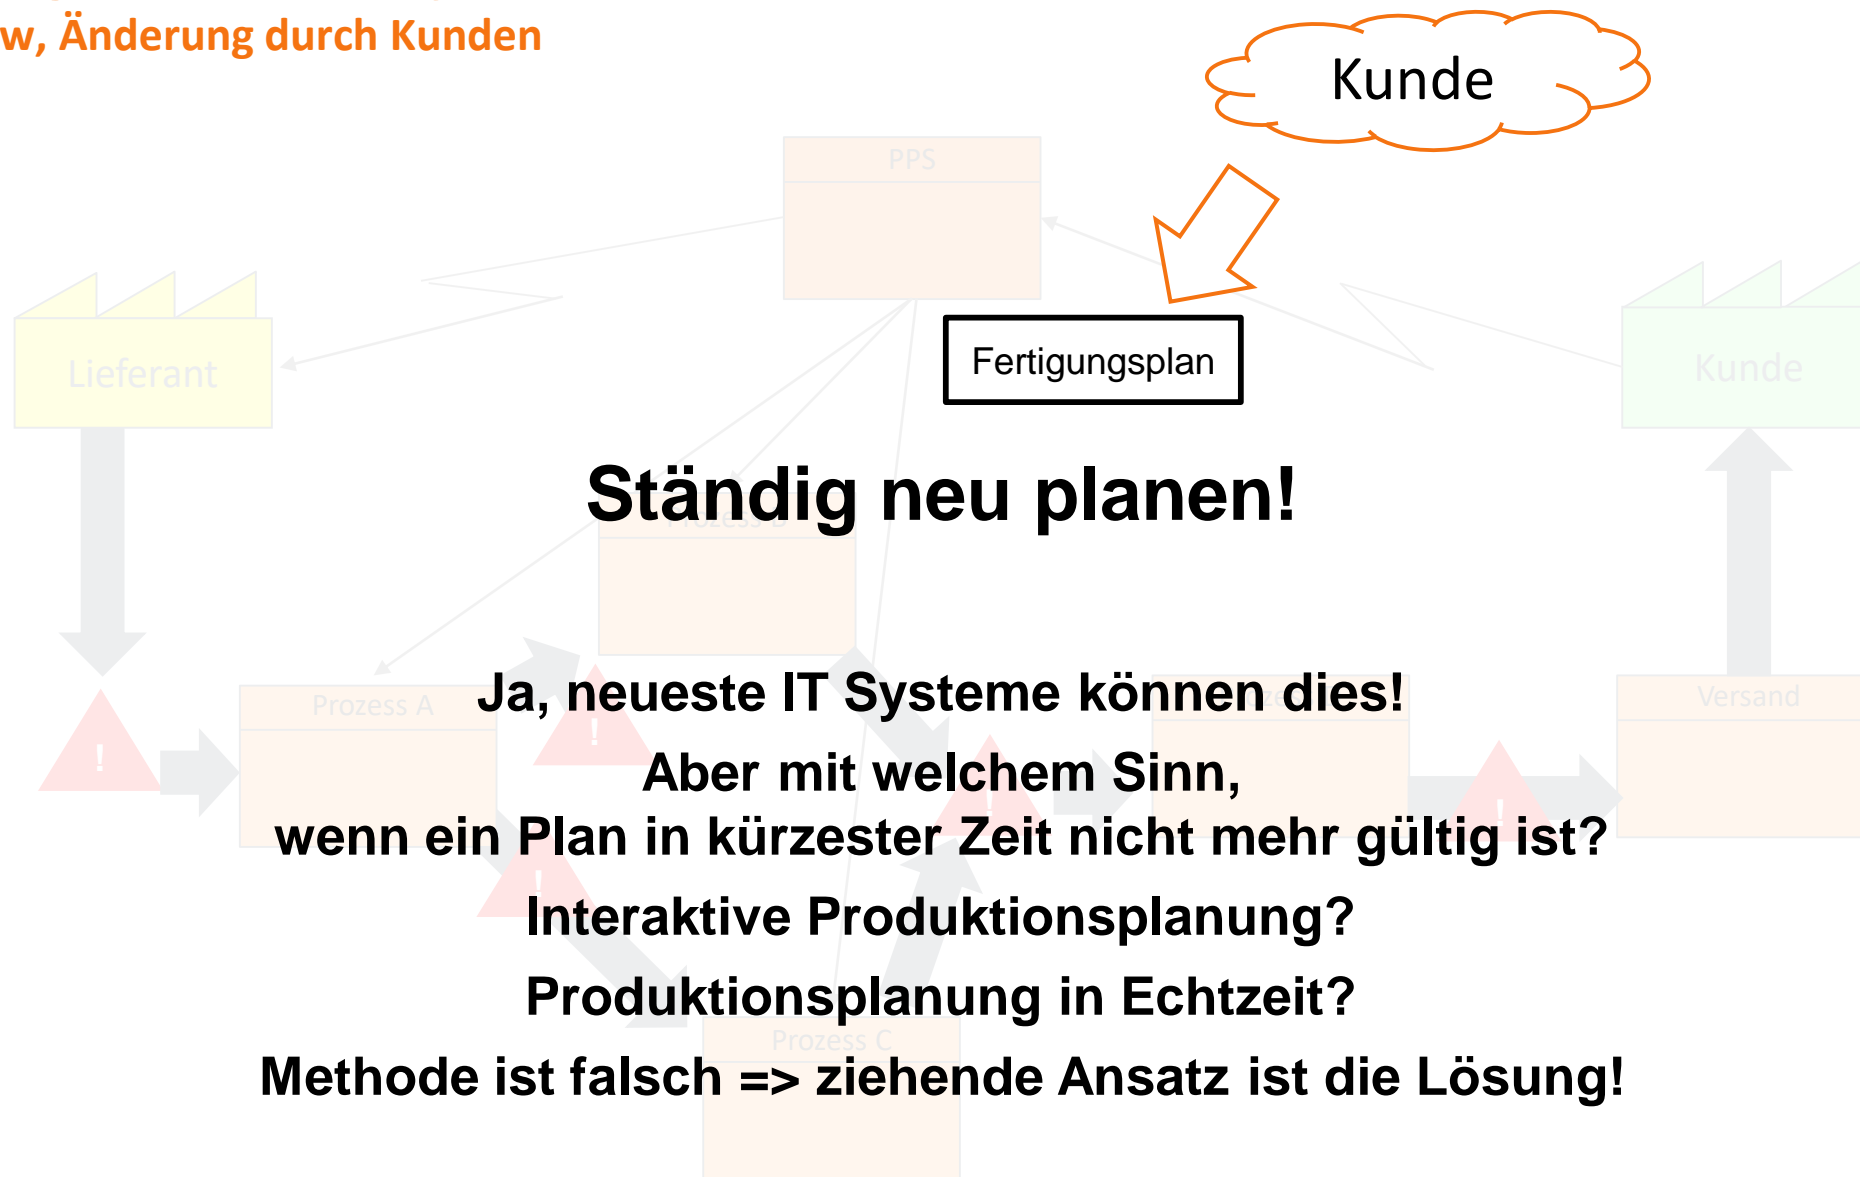 w, Änderung durch Kunden
Kunde
PPS
Fertigungsplan
Lieferant
Kunde
Ständig neu planen!
Prozess B
Ja, neueste IT Systeme können dies!
Prozess A
Versand
!
!
Aber mit welchem Sinn,
!
!
wenn ein Plan in kürzester Zeit nicht mehr gültig ist?
!
Interaktive Produktionsplanung?
Produktionsplanung in Echtzeit?
Prozess C
Methode ist falsch => ziehende Ansatz ist die Lösung!